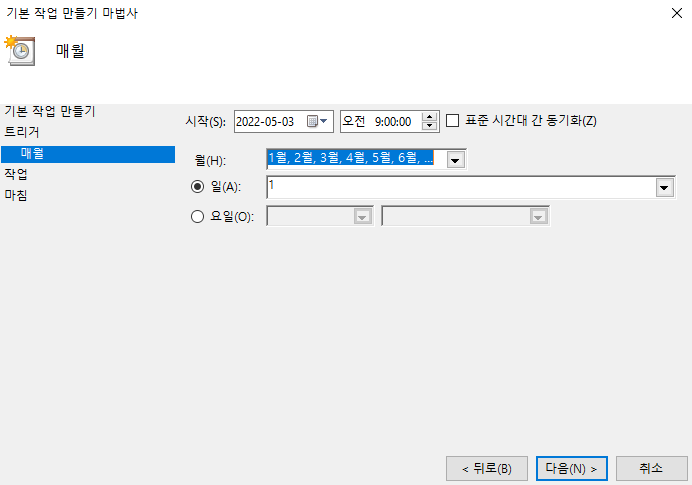 기본 작업 만들기 마법사
매월
기본 작업 만들기
트리거
매월
작업
마침
시작(S): 2022-05-03 오전 9:00:00 표준 시간대 간 동기화(Z)
월(H): 1월, 2월, 3월, 4월, 5월, 6월, ...
일(A): 1
요일(O):
< 뒤로(B) 다음(N) > 취소